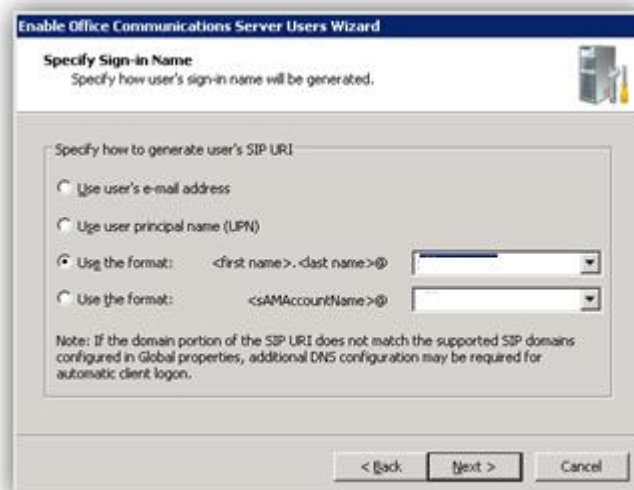 Enable Office Communications Server Users Wizard
Specify Sign-in Name
Specify how user's sign-in name will be generated.
Specify how to generate user's SIP URI
Use user's e-mail address
Use user principal name (UPN)
Use the format: <first name>.<last name>@
Use the format: <sAMAccountName>@
Note: If the domain portion of the SIP URI does not match the supported SIP domains
configured in Global properties, additional DNS configuration may be required for
automatic client logon.
< Back Next > Cancel